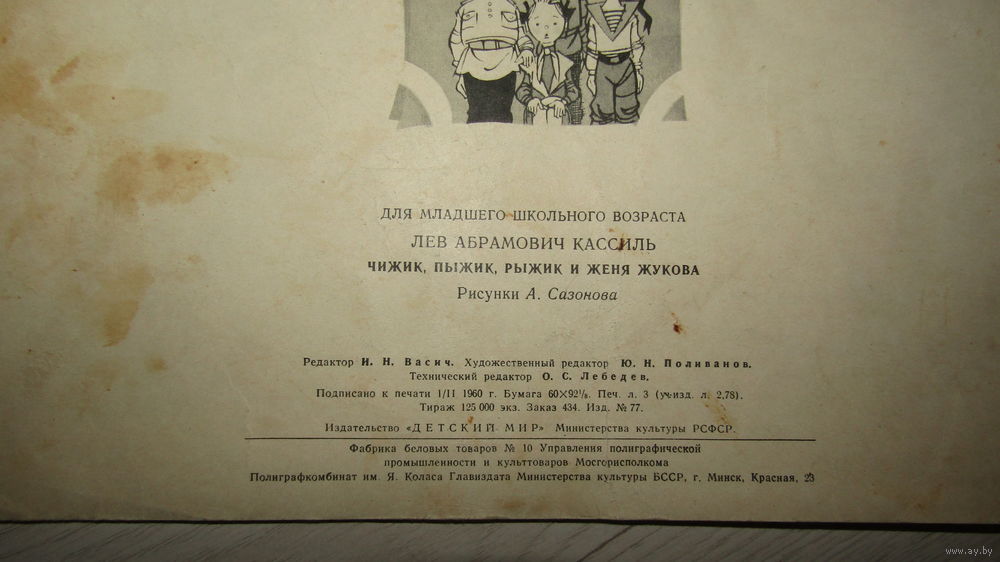 ДЛЯ МЛАДШЕГО ШКОЛЬНОГО ВОЗРАСТА
ЛЕВ АБРАМОВИЧ КАССИЛЬ
ЧИЖИК, ПЫЖИК, РЫЖИК И ЖЕНЯ ЖУКОВА
Рисунки А. Сазонова
Редактор И. Н. Васич. Художественный редактор Ю. Н. Поливанов.
Технический редактор О. С. Лебедев.
Подписано к печати 1/II 1960 г. Бумага 60×92⅛. Печ. л. 3 (уч-изд. л. 2,78).
Тираж 125 000 экз. Заказ 434. Изд. № 77.
Издательство «ДЕТСКИЙ МИР» Министерства культуры РСФСР.
Фабрика беловых товаров № 10 Управления полиграфической
промышленности и культтоваров Мосгорисполкома
Полиграфкомбинат им. Я. Коласа Главиздата Министерства культуры БССР, г. Минск, Красная, 23
www.ay.by